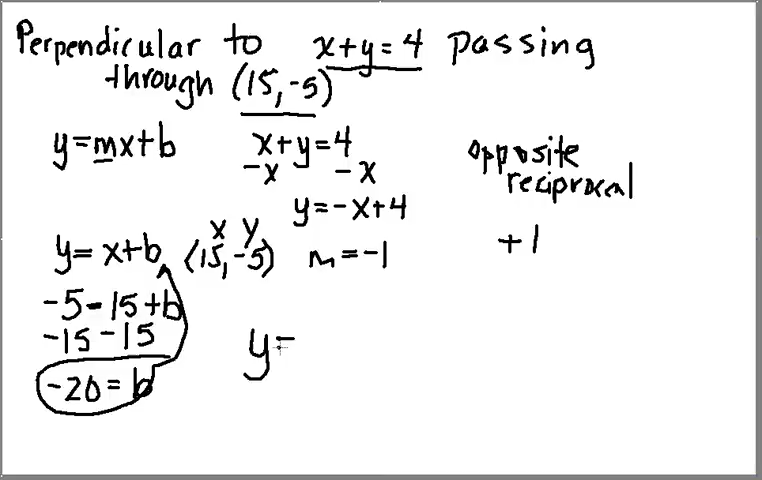 Perpendicular to x+y=4 passing
through (15,-5)
y=mx+b
x+y=4
-x -x
y=-x+4
m=-1
opposite
reciprocal
+1
y=x+b
x y
(15,-5)
-5=15+b
-15 -15
-20=b
y=